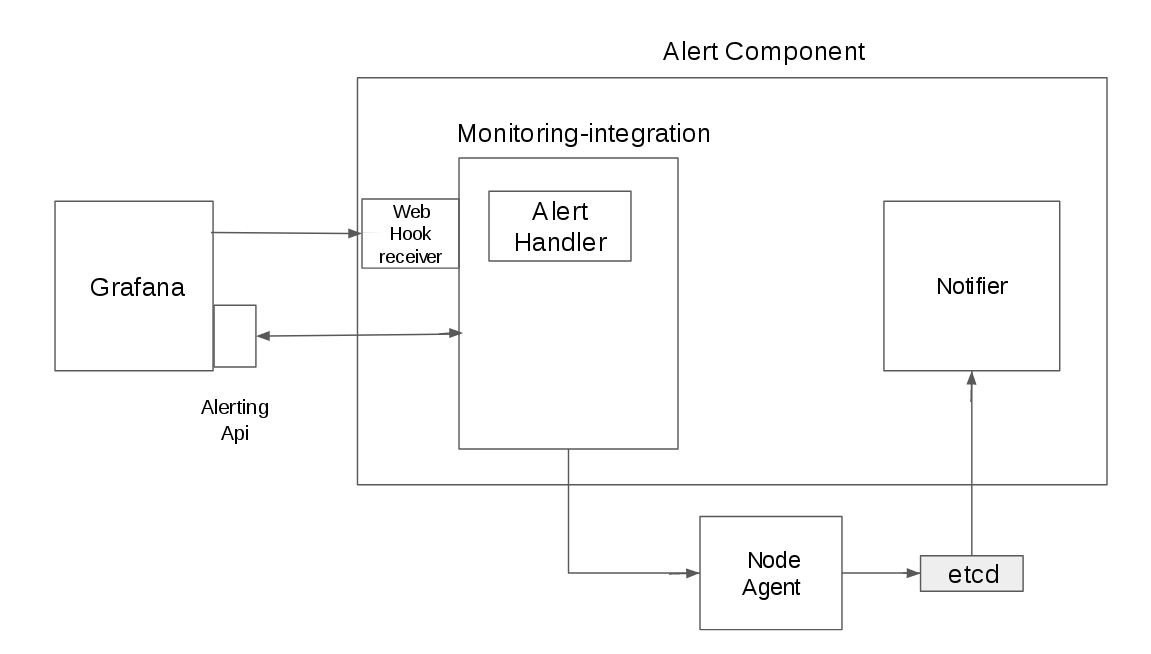 Alert Component
Monitoring-integration
Web
Hook
receiver
Alert
Handler
Grafana
Notifier
Alerting
Api
Node
Agent
etcd